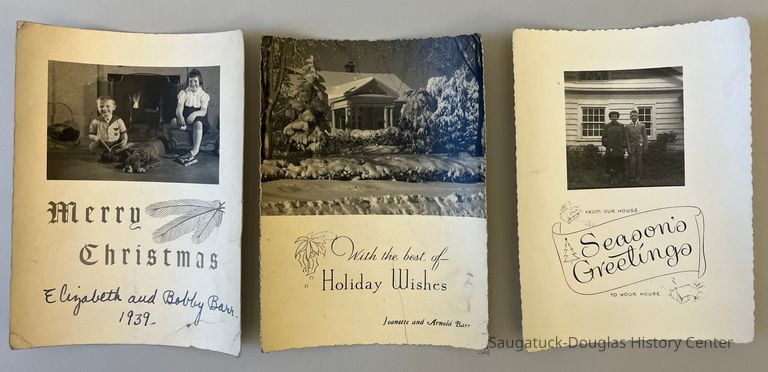 Merry
Christmas
Elizabeth and Bobby Barr.
1939.
With the best of
Holiday Wishes
Jeanette and Arnold Barr
FROM OUR HOUSE
Season's
Greetings
TO YOUR HOUSE
Saugatuck-Douglas History Center